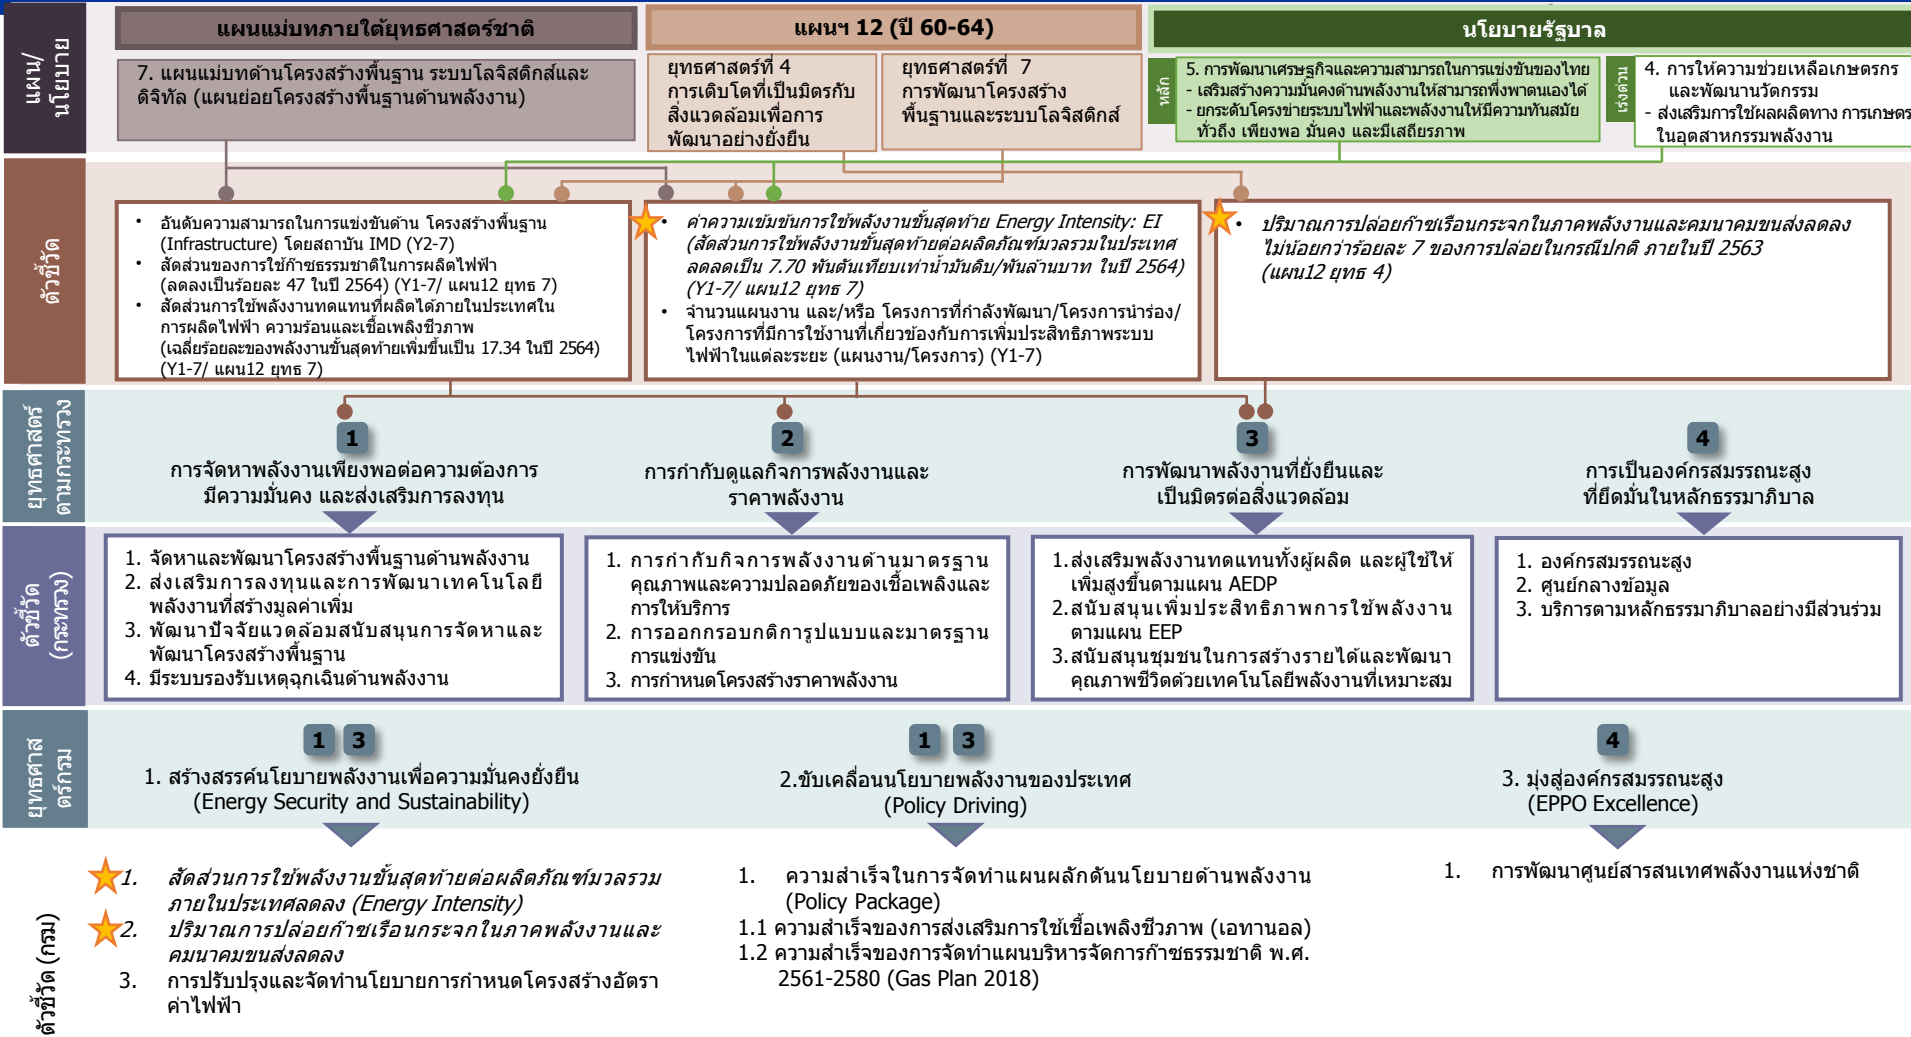 แผน/
นโยบาย
แผนแม่บทภายใต้ยุทธศาสตร์ชาติ
7. แผนแม่บทด้านโครงสร้างพื้นฐาน ระบบโลจิสติกส์และ
ดิจิทัล (แผนย่อยโครงสร้างพื้นฐานด้านพลังงาน)
แผนฯ 12 (ปี 60-64)
ยุทธศาสตร์ที่ 4
การเติบโตที่เป็นมิตรกับ
สิ่งแวดล้อมเพื่อการ
พัฒนาอย่างยั่งยืน
ยุทธศาสตร์ที่ 7
การพัฒนาโครงสร้าง
พื้นฐานและระบบโลจิสติกส์
นโยบายรัฐบาล
หลัก
5. การพัฒนาเศรษฐกิจและความสามารถในการแข่งขันของไทย
- เสริมสร้างความมั่นคงด้านพลังงานให้สามารถพึ่งพาตนเองได้
- ยกระดับโครงข่ายระบบไฟฟ้าและพลังงานให้มีความทันสมัย
ทั่วถึง เพียงพอ มั่นคง และมีเสถียรภาพ
เร่งด่วน
4. การให้ความช่วยเหลือเกษตรกร
และพัฒนานวัตกรรม
- ส่งเสริมการใช้ผลผลิตทาง การเกษตร
ในอุตสาหกรรมพลังงาน
ตัวชี้วัด
• อันดับความสามารถในการแข่งขันด้าน โครงสร้างพื้นฐาน
(Infrastructure) โดยสถาบัน IMD (Y2-7)
• สัดส่วนของการใช้ก๊าซธรรมชาติในการผลิตไฟฟ้า
(ลดลงเป็นร้อยละ 47 ในปี 2564) (Y1-7/ แผน12 ยุทธ 7)
• สัดส่วนการใช้พลังงานทดแทนที่ผลิตได้ภายในประเทศใน
การผลิตไฟฟ้า ความร้อนและเชื้อเพลิงชีวภาพ
(เฉลี่ยร้อยละของพลังงานขั้นสุดท้ายเพิ่มขึ้นเป็น 17.34 ในปี 2564)
(Y1-7/ แผน12 ยุทธ 7)
• ค่าความเข้มข้นการใช้พลังงานขั้นสุดท้าย Energy Intensity: EI
(สัดส่วนการใช้พลังงานขั้นสุดท้ายต่อผลิตภัณฑ์มวลรวมในประเทศ
ลดลดเป็น 7.70 พันตันเทียบเท่าน้ำมันดิบ/พันล้านบาท ในปี 2564)
(Y1-7/ แผน12 ยุทธ 7)
• จำนวนแผนงาน และ/หรือ โครงการที่กำลังพัฒนา/โครงการนำร่อง/
โครงการที่มีการใช้งานที่เกี่ยวข้องกับการเพิ่มประสิทธิภาพระบบ
ไฟฟ้าในแต่ละระยะ (แผนงาน/โครงการ) (Y1-7)
• ปริมาณการปล่อยก๊าซเรือนกระจกในภาคพลังงานและคมนาคมขนส่งลดลง
ไม่น้อยกว่าร้อยละ 7 ของการปล่อยในกรณีปกติ ภายในปี 2563
(แผน12 ยุทธ 4)
ยุทธศาสตร์
ตามกระทรวง
1
การจัดหาพลังงานเพียงพอต่อความต้องการ
มีความมั่นคง และส่งเสริมการลงทุน
2
การกำกับดูแลกิจการพลังงานและ
ราคาพลังงาน
3
การพัฒนาพลังงานที่ยั่งยืนและ
เป็นมิตรต่อสิ่งแวดล้อม
4
การเป็นองค์กรสมรรถนะสูง
ที่ยึดมั่นในหลักธรรมาภิบาล
ตัวชี้วัด
(กระทรวง)
1. จัดหาและพัฒนาโครงสร้างพื้นฐานด้านพลังงาน
2. ส่งเสริมการลงทุนและการพัฒนาเทคโนโลยี
พลังงานที่สร้างมูลค่าเพิ่ม
3. พัฒนาปัจจัยแวดล้อมสนับสนุนการจัดหาและ
พัฒนาโครงสร้างพื้นฐาน
4. มีระบบรองรับเหตุฉุกเฉินด้านพลังงาน
1. การกำกับกิจการพลังงานด้านมาตรฐาน
คุณภาพและความปลอดภัยของเชื้อเพลิงและ
การให้บริการ
2. การออกกรอบกติการูปแบบและมาตรฐาน
การแข่งขัน
3. การกำหนดโครงสร้างราคาพลังงาน
1.ส่งเสริมพลังงานทดแทนทั้งผู้ผลิต และผู้ใช้ให้
เพิ่มสูงขึ้นตามแผน AEDP
2.สนับสนุนเพิ่มประสิทธิภาพการใช้พลังงาน
ตามแผน EEP
3.สนับสนุนชุมชนในการสร้างรายได้และพัฒนา
คุณภาพชีวิตด้วยเทคโนโลยีพลังงานที่เหมาะสม
1. องค์กรสมรรถนะสูง
2. ศูนย์กลางข้อมูล
3. บริการตามหลักธรรมาภิบาลอย่างมีส่วนร่วม
ยุทธศาส
ตร์กรม
1 3
1. สร้างสรรค์นโยบายพลังงานเพื่อความมั่นคงยั่งยืน
(Energy Security and Sustainability)
1 3
2.ขับเคลื่อนนโยบายพลังงานของประเทศ
(Policy Driving)
4
3. มุ่งสู่องค์กรสมรรถนะสูง
(EPPO Excellence)
ตัวชี้วัด (กรม)
1. สัดส่วนการใช้พลังงานขั้นสุดท้ายต่อผลิตภัณฑ์มวลรวม
ภายในประเทศลดลง (Energy Intensity)
2. ปริมาณการปล่อยก๊าซเรือนกระจกในภาคพลังงานและ
คมนาคมขนส่งลดลง
3. การปรับปรุงและจัดทำนโยบายการกำหนดโครงสร้างอัตรา
ค่าไฟฟ้า
1. ความสำเร็จในการจัดทำแผนผลักดันนโยบายด้านพลังงาน
(Policy Package)
1.1 ความสำเร็จของการส่งเสริมการใช้เชื้อเพลิงชีวภาพ (เอทานอล)
1.2 ความสำเร็จของการจัดทำแผนบริหารจัดการก๊าซธรรมชาติ พ.ศ.
2561-2580 (Gas Plan 2018)
1. การพัฒนาศูนย์สารสนเทศพลังงานแห่งชาติ